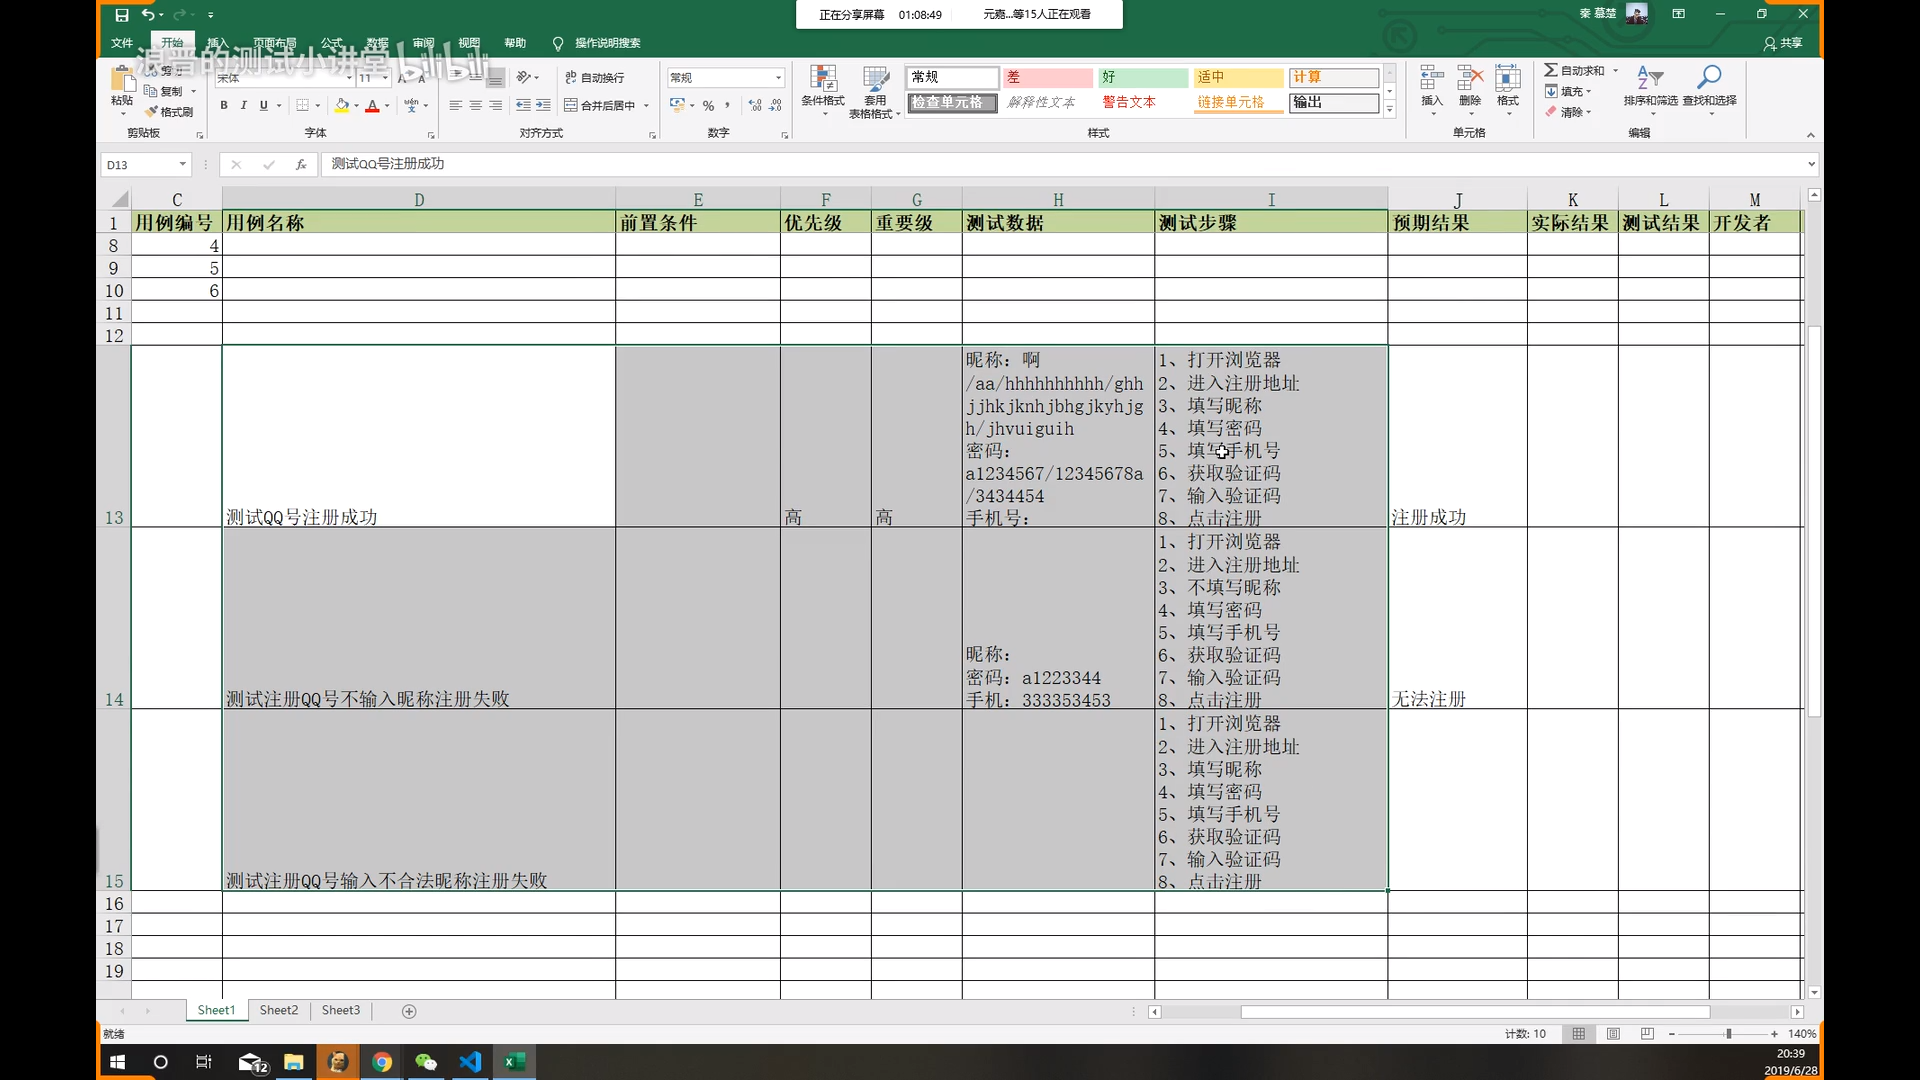 正在分享屏幕 01:08:49 元嘉...等15人正在观看
秦 慕楚
文件 开始 插入 页面布局 公式 数据 审阅 视图 帮助 操作说明搜索
共享
bilibili
粘贴 剪切 复制 格式刷 剪贴板
宋体 11 B I U 字体
自动换行 合并后居中 对齐方式
常规 % 数字
条件格式 套用表格格式
常规 差 好 适中 计算
检查单元格 解释性文本 警告文本 链接单元格 输出
样式
插入 删除 格式 单元格
自动求和 填充 清除 排序和筛选 查找和选择 编辑
D13 fx 测试QQ号注册成功
C D E F G H I J K L M
1 用例编号 用例名称 前置条件 优先级 重要级 测试数据 测试步骤 预期结果 实际结果 测试结果 开发者
8 4
9 5
10 6
11
12
13 测试QQ号注册成功 高 高
昵称：啊
/aa/hhhhhhhhhh/ghh
jjhkjknhjbhgjkyhjg
h/jhvuiguih
密码：
a1234567/12345678a
/3434454
手机号：
1、打开浏览器
2、进入注册地址
3、填写昵称
4、填写密码
5、填写手机号
6、获取验证码
7、输入验证码
8、点击注册
注册成功
14 测试注册QQ号不输入昵称注册失败
昵称：
密码：a1223344
手机：333353453
1、打开浏览器
2、进入注册地址
3、不填写昵称
4、填写密码
5、填写手机号
6、获取验证码
7、输入验证码
8、点击注册
无法注册
15 测试注册QQ号输入不合法昵称注册失败
1、打开浏览器
2、进入注册地址
3、填写昵称
4、填写密码
5、填写手机号
6、获取验证码
7、输入验证码
8、点击注册
16
17
18
19
Sheet1 Sheet2 Sheet3
就绪 计数: 10 140%
12
20:39
2019/6/28